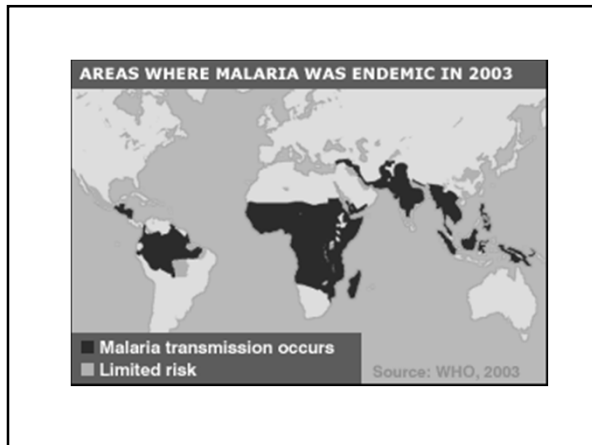 AREAS WHERE MALARIA WAS ENDEMIC IN 2003
Malaria transmission occurs
Limited risk
Source: WHO, 2003